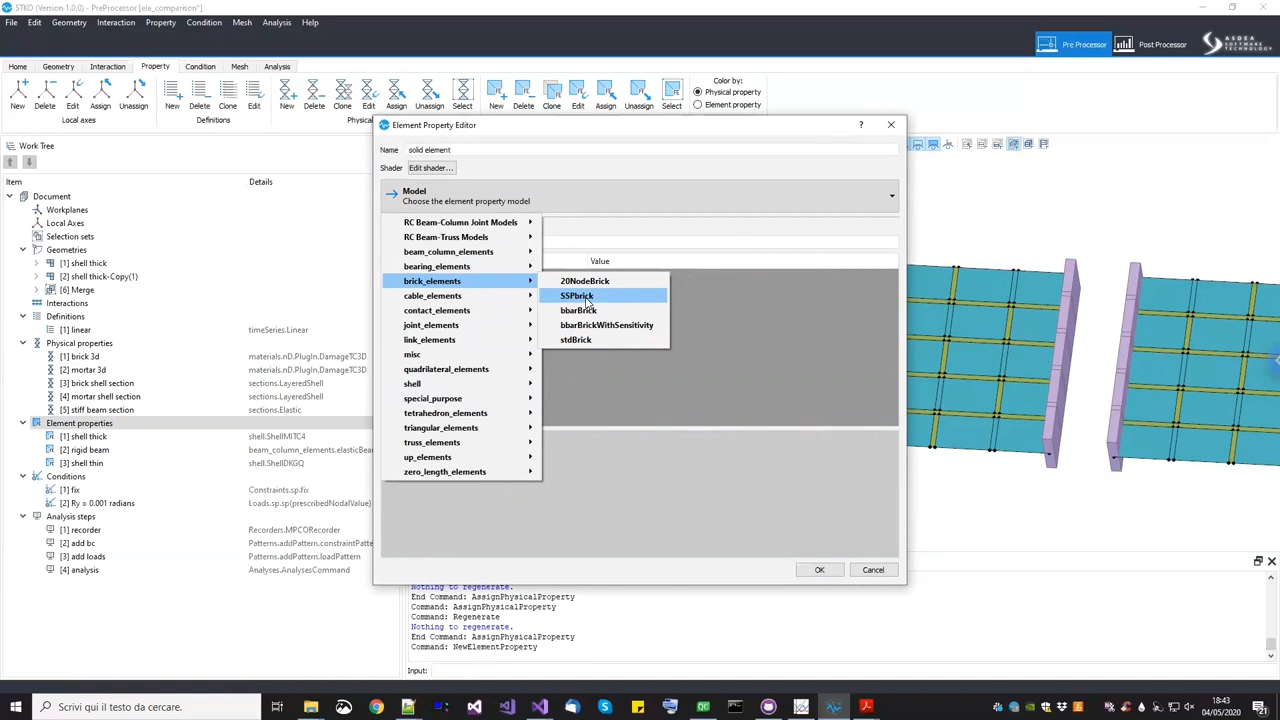 STKO (Version 1.0.0) - PreProcessor [ele_comparison*]
File Edit Geometry Interaction Property Condition Mesh Analysis Help
Pre Processor Post Processor ASDEA SOFTWARE TECHNOLOGY
Home Geometry Interaction Property Condition Mesh Analysis
New Delete Edit Assign Unassign New Delete Clone Edit New Delete Clone Edit Assign Unassign Select New Delete Clone Edit Assign Unassign Select
Color by:
Physical property
Element property
Local axes Definitions Physical
Work Tree
Item Details
Document
Workplanes
Local Axes
Selection sets
Geometries
[1] shell thick
[2] shell thick-Copy(1)
[6] Merge
Interactions
Definitions
[1] linear timeSeries.Linear
Physical properties
[1] brick 3d materials.nD.PlugIn.DamageTC3D
[2] mortar 3d materials.nD.PlugIn.DamageTC3D
[3] brick shell section sections.LayeredShell
[4] mortar shell section sections.LayeredShell
[5] stiff beam section sections.Elastic
Element properties
[1] shell thick shell.ShellMITC4
[2] rigid beam beam_column_elements.elasticBea
[3] shell thin shell.ShellDKGQ
Conditions
[1] fix Constraints.sp.fix
[2] Ry = 0.001 radians Loads.sp.sp(prescribedNodalValue)
Analysis steps
[1] recorder Recorders.MPCORecorder
[2] add bc Patterns.addPattern.constraintPatte
[3] add loads Patterns.addPattern.loadPattern
[4] analysis Analyses.AnalysesCommand
Element Property Editor ?
Name solid element
Shader Edit shader...
Model
Choose the element property model
Value
RC Beam-Column Joint Models
RC Beam-Truss Models
beam_column_elements
bearing_elements
brick_elements
cable_elements
contact_elements
joint_elements
link_elements
misc
quadrilateral_elements
shell
special_purpose
tetrahedron_elements
triangular_elements
truss_elements
up_elements
zero_length_elements
20NodeBrick
SSPbrick
bbarBrick
bbarBrickWithSensitivity
stdBrick
OK Cancel
Nothing to regenerate.
End Command: AssignPhysicalProperty
Command: AssignPhysicalProperty
Command: Regenerate
Nothing to regenerate.
End Command: AssignPhysicalProperty
Command: NewElementProperty
Input:
Scrivi qui il testo da cercare.
18:43
04/05/2020